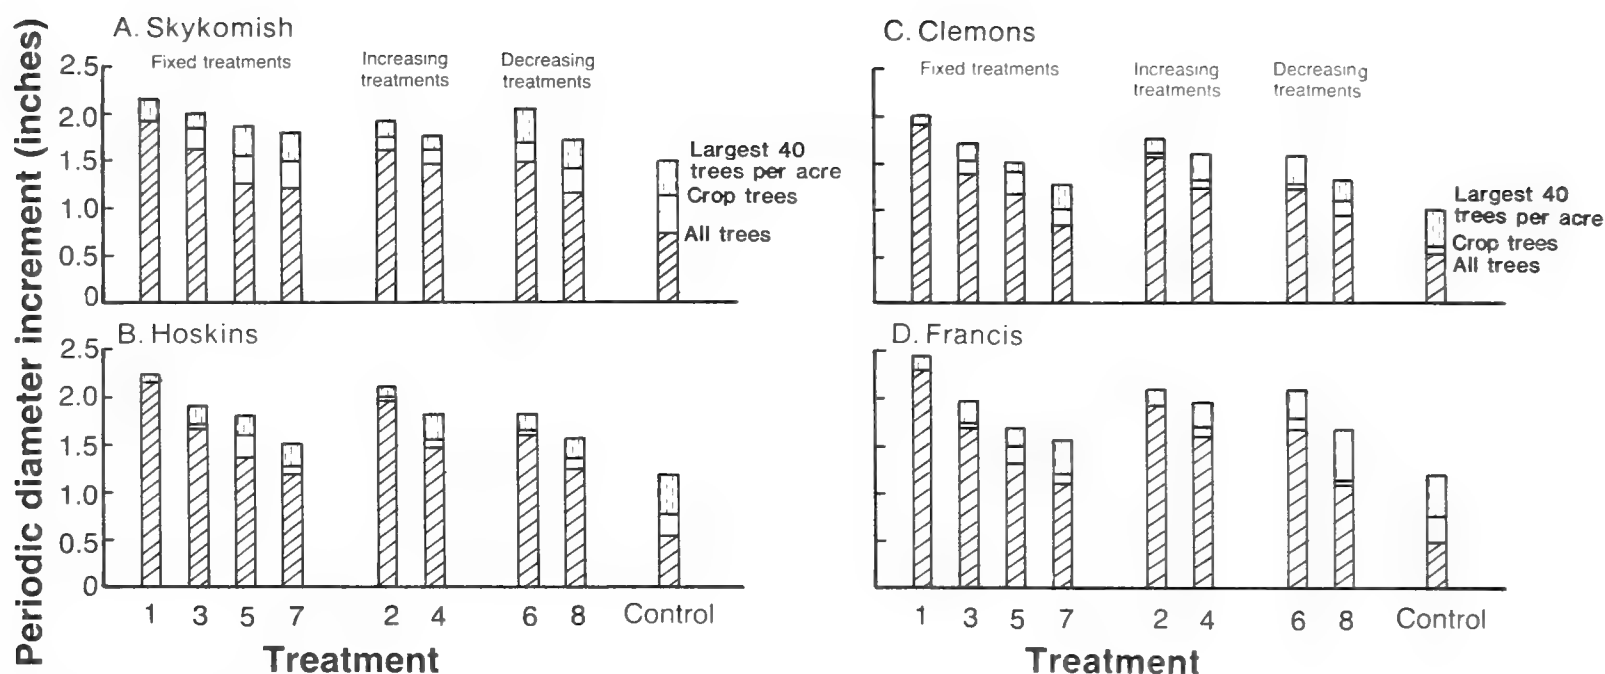 Periodic diameter increment (inches)
A. Skykomish
Fixed treatments
Increasing
treatments
Decreasing
treatments
2.5
2.0
1.5
1.0
0.5
0
Largest 40
trees per acre
Crop trees
All trees
B. Hoskins
2.5
2.0
1.5
1.0
0.5
0
1 3 5 7 2 4 6 8 Control
Treatment
C. Clemons
Fixed treatments
Increasing
treatments
Decreasing
treatments
Largest 40
trees per acre
Crop trees
All trees
D. Francis
1 3 5 7 2 4 6 8 Control
Treatment